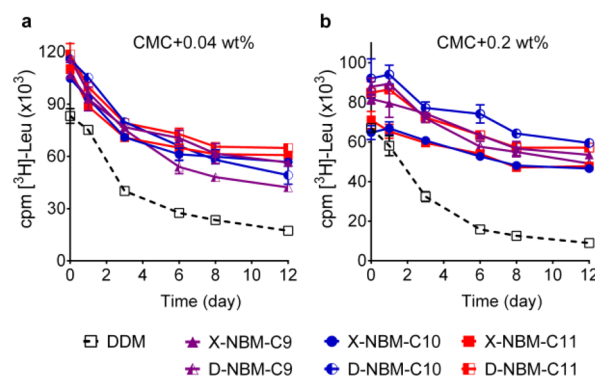 a
CMC+0.04 wt%
cpm [³H]-Leu (x10³)
120
90
60
30
0
0 2 4 6 8 10 12
Time (day)
b
CMC+0.2 wt%
cpm [³H]-Leu (x10³)
100
80
60
40
20
0
0 2 4 6 8 10 12
Time (day)
DDM X-NBM-C9 X-NBM-C10 X-NBM-C11
D-NBM-C9 D-NBM-C10 D-NBM-C11